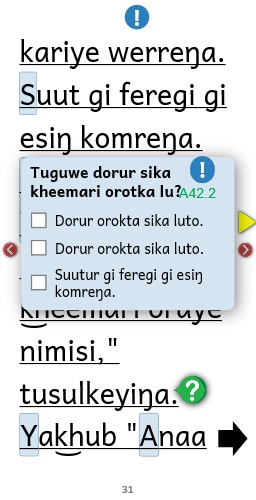 kariye werreŋa.
Suut gi feregi gi
esiŋ komreŋa.
Tuguwe dorur sika
kheemari orotka lu?
A42.2
Dorur orokta sika luto.
Dorur orokta sika luto.
Suutur gi feregi gi esiŋ
komreŋa.
kheemari oruye
nimisi,"
tusulkeyiŋa.
Yakhub "Anaa
31